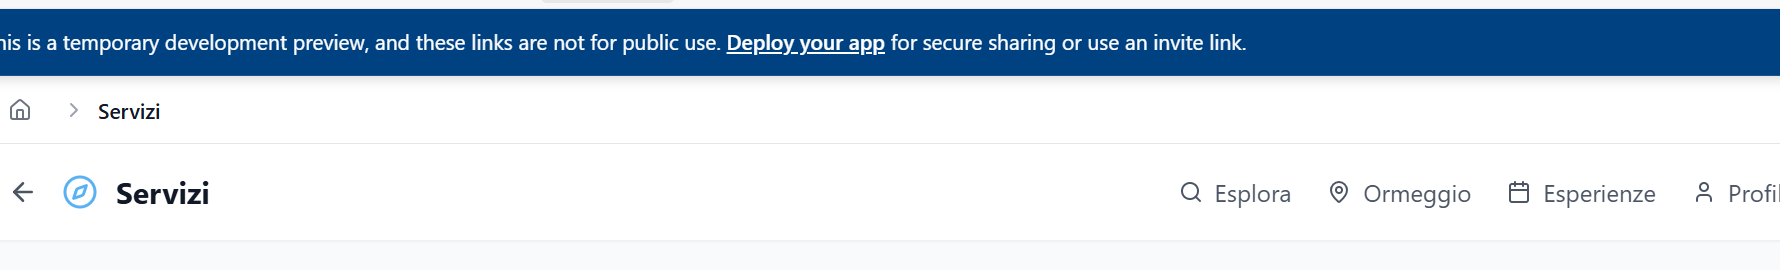 his is a temporary development preview, and these links are not for public use. Deploy your app for secure sharing or use an invite link.
Servizi
Servizi Esplora Ormeggio Esperienze Profil